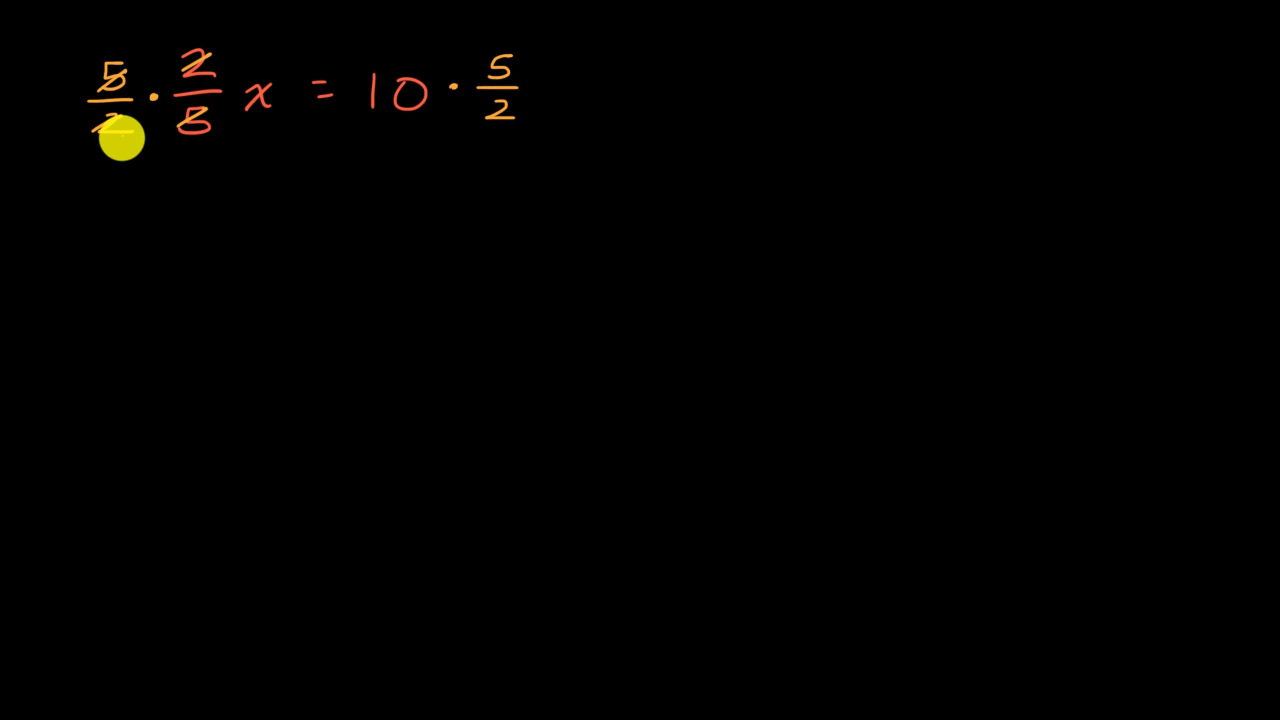 5/2 · 2/5 x = 10 · 5/2